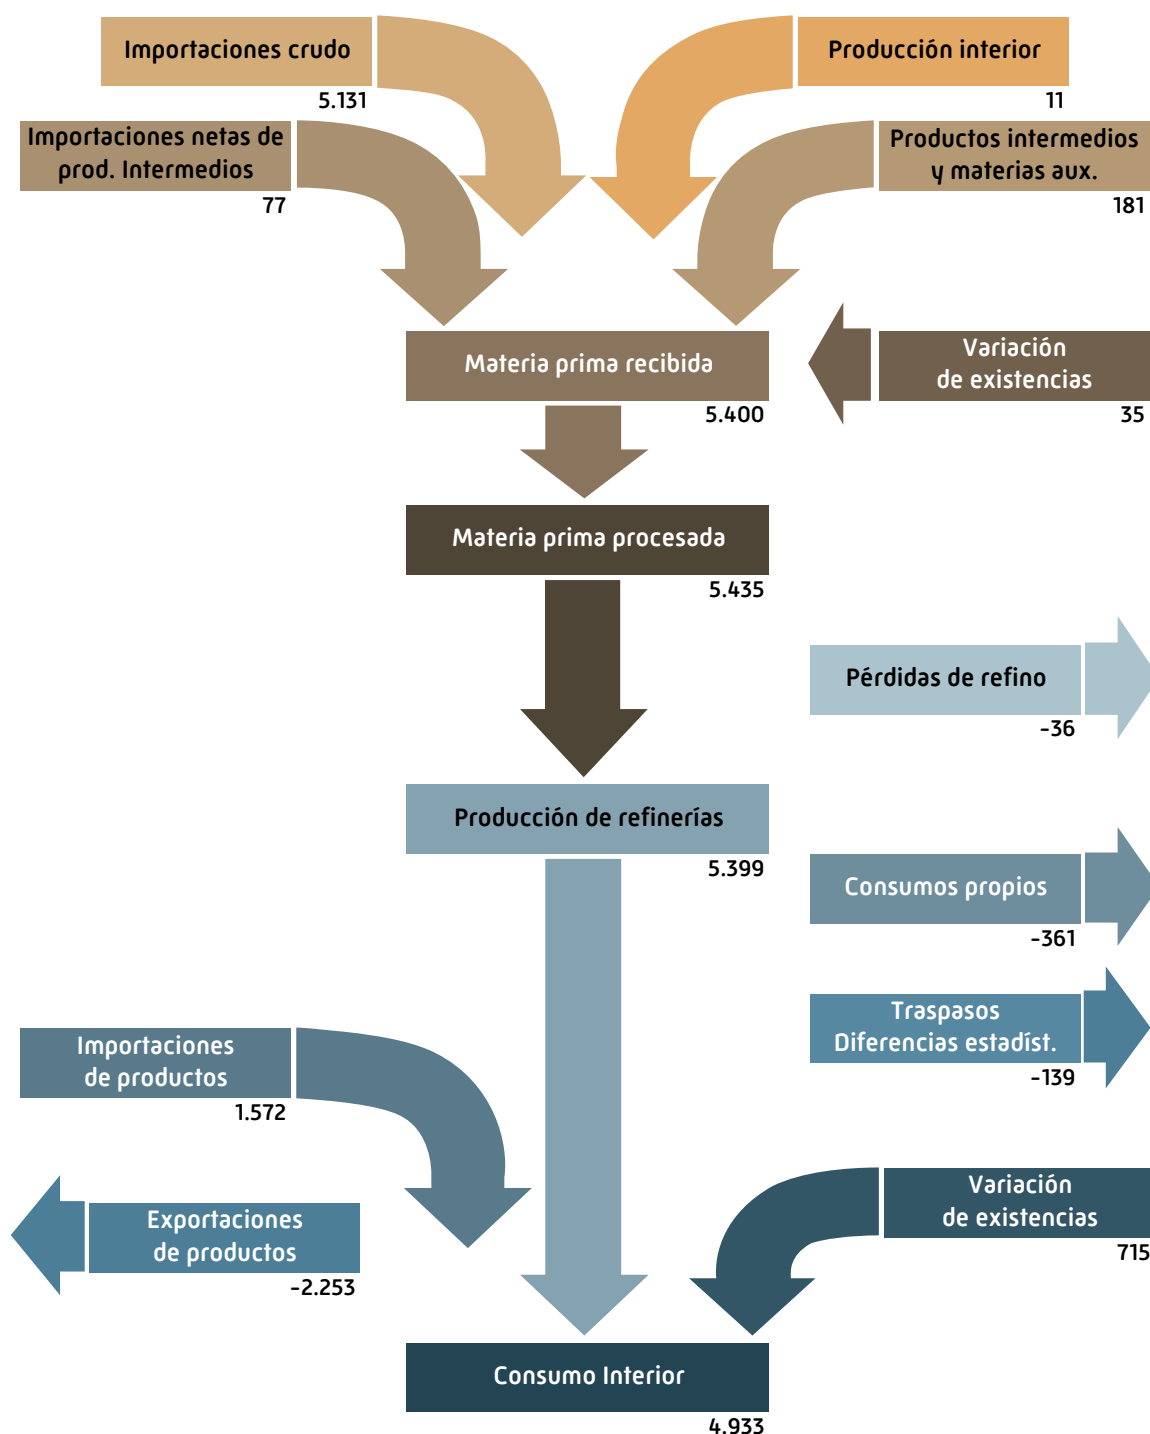 Importaciones crudo
5.131
Producción interior
11
Importaciones netas de
prod. Intermedios
77
Productos intermedios
y materias aux.
181
Materia prima recibida
5.400
Variación
de existencias
35
Materia prima procesada
5.435
Pérdidas de refino
-36
Producción de refinerías
5.399
Consumos propios
-361
Traspasos
Diferencias estadíst.
-139
Importaciones
de productos
1.572
Variación
de existencias
715
Exportaciones
de productos
-2.253
Consumo Interior
4.933